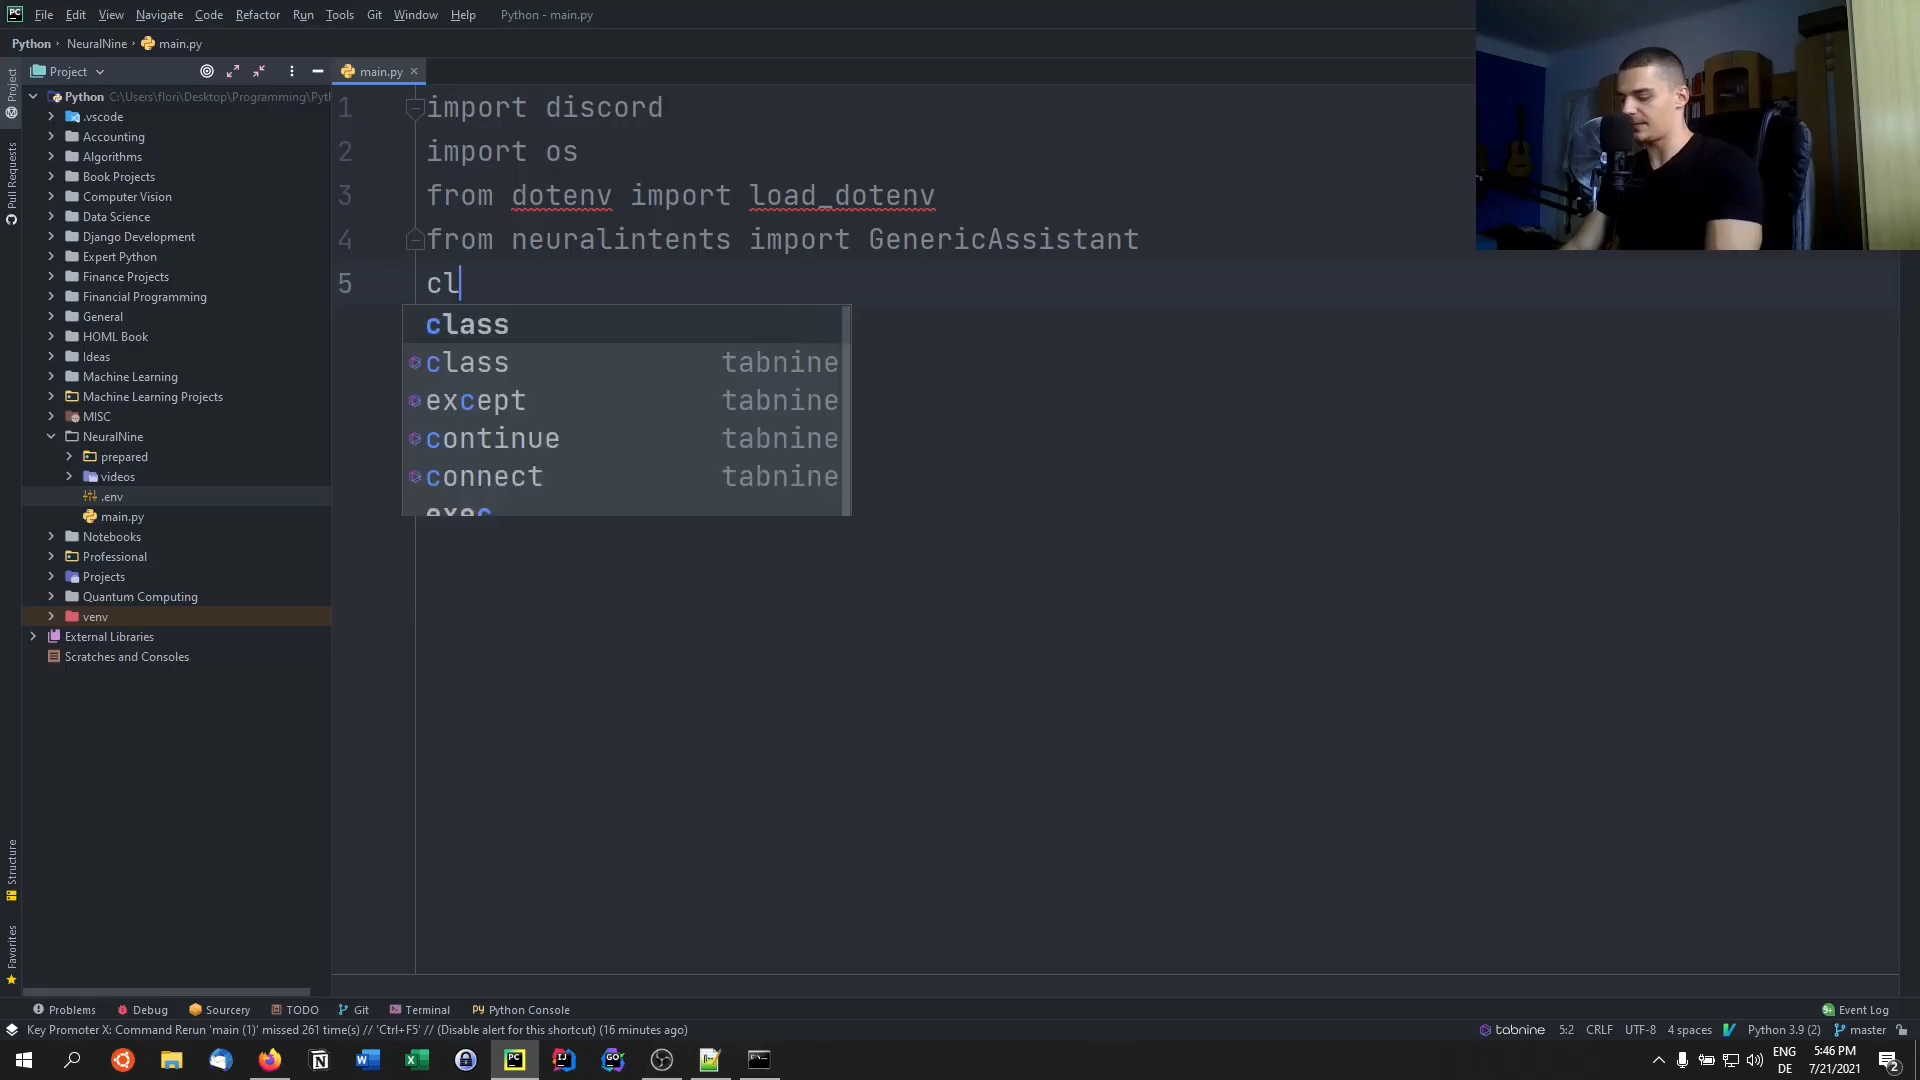 File Edit View Navigate Code Refactor Run Tools Git Window Help Python - main.py
Python NeuralNine main.py
Project
main.py
Project
Pull Requests
Structure
Favorites
Python C:\Users\flori\Desktop\Programming\Pyt
.vscode
Accounting
Algorithms
Book Projects
Computer Vision
Data Science
Django Development
Expert Python
Finance Projects
Financial Programming
General
HOML Book
Ideas
Machine Learning
Machine Learning Projects
MISC
NeuralNine
prepared
videos
.env
main.py
Notebooks
Professional
Projects
Quantum Computing
venv
External Libraries
Scratches and Consoles
1 import discord
2 import os
3 from dotenv import load_dotenv
4 from neuralintents import GenericAssistant
5 cl
class
class tabnine
except tabnine
continue tabnine
connect tabnine
exec
Problems Debug Sourcery TODO Git Terminal Python Console Event Log
Key Promoter X: Command Rerun 'main (1)' missed 261 time(s) // 'Ctrl+F5' // (Disable alert for this shortcut) (16 minutes ago) tabnine 5:2 CRLF UTF-8 4 spaces Python 3.9 (2) master
ENG 5:46 PM
DE 7/21/2021 2